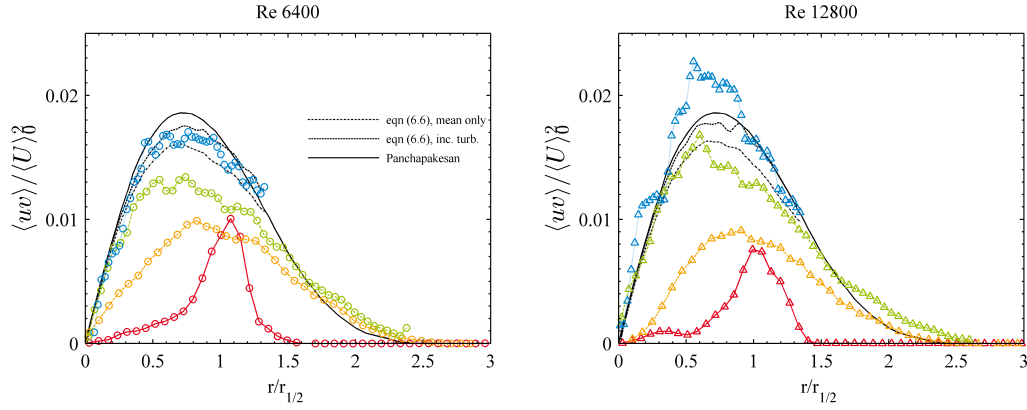 Re 6400
⟨uv⟩/⟨U⟩₀²
0.02
0.01
0
eqn (6.6), mean only
eqn (6.6), inc. turb.
Panchapakesan
0 0.5 1 1.5 2 2.5 3
r/r₁/₂
Re 12800
⟨uv⟩/⟨U⟩₀²
0.02
0.01
0
0 0.5 1 1.5 2 2.5 3
r/r₁/₂